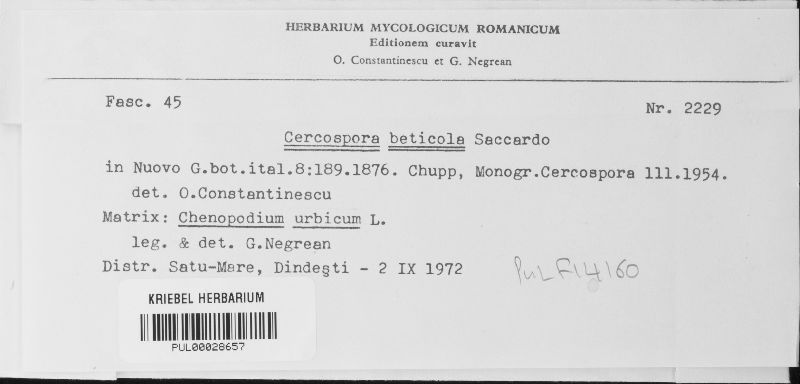 HERBARIUM MYCOLOGICUM ROMANICUM
Editionem curavit
O. Constantinescu et G. Negrean
Fasc. 45
Nr. 2229
Cercospora beticola Saccardo
in Nuovo G.bot.ital.8:189.1876. Chupp, Monogr.Cercospora 111.1954.
det. O.Constantinescu
Matrix: Chenopodium urbicum L.
leg. & det. G.Negrean
Distr. Satu-Mare, Dindești - 2 IX 1972
PUL F14160
KRIEBEL HERBARIUM
PUL00028657